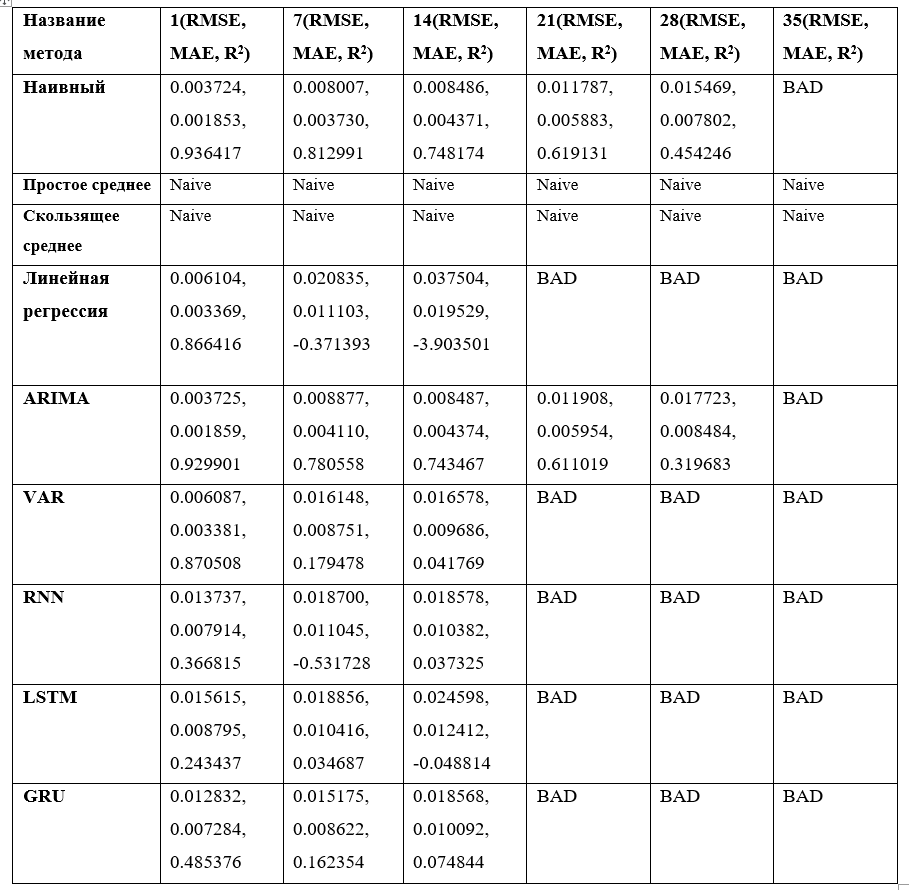 Название метода 1(RMSE, MAE, R²) 7(RMSE, MAE, R²) 14(RMSE, MAE, R²) 21(RMSE, MAE, R²) 28(RMSE, MAE, R²) 35(RMSE, MAE, R²)
Наивный 0.003724, 0.001853, 0.936417 0.008007, 0.003730, 0.812991 0.008486, 0.004371, 0.748174 0.011787, 0.005883, 0.619131 0.015469, 0.007802, 0.454246 BAD
Простое среднее Naive Naive Naive Naive Naive Naive
Скользящее среднее Naive Naive Naive Naive Naive Naive
Линейная регрессия 0.006104, 0.003369, 0.866416 0.020835, 0.011103, -0.371393 0.037504, 0.019529, -3.903501 BAD BAD BAD
ARIMA 0.003725, 0.001859, 0.929901 0.008877, 0.004110, 0.780558 0.008487, 0.004374, 0.743467 0.011908, 0.005954, 0.611019 0.017723, 0.008484, 0.319683 BAD
VAR 0.006087, 0.003381, 0.870508 0.016148, 0.008751, 0.179478 0.016578, 0.009686, 0.041769 BAD BAD BAD
RNN 0.013737, 0.007914, 0.366815 0.018700, 0.011045, -0.531728 0.018578, 0.010382, 0.037325 BAD BAD BAD
LSTM 0.015615, 0.008795, 0.243437 0.018856, 0.010416, 0.034687 0.024598, 0.012412, -0.048814 BAD BAD BAD
GRU 0.012832, 0.007284, 0.485376 0.015175, 0.008622, 0.162354 0.018568, 0.010092, 0.074844 BAD BAD BAD